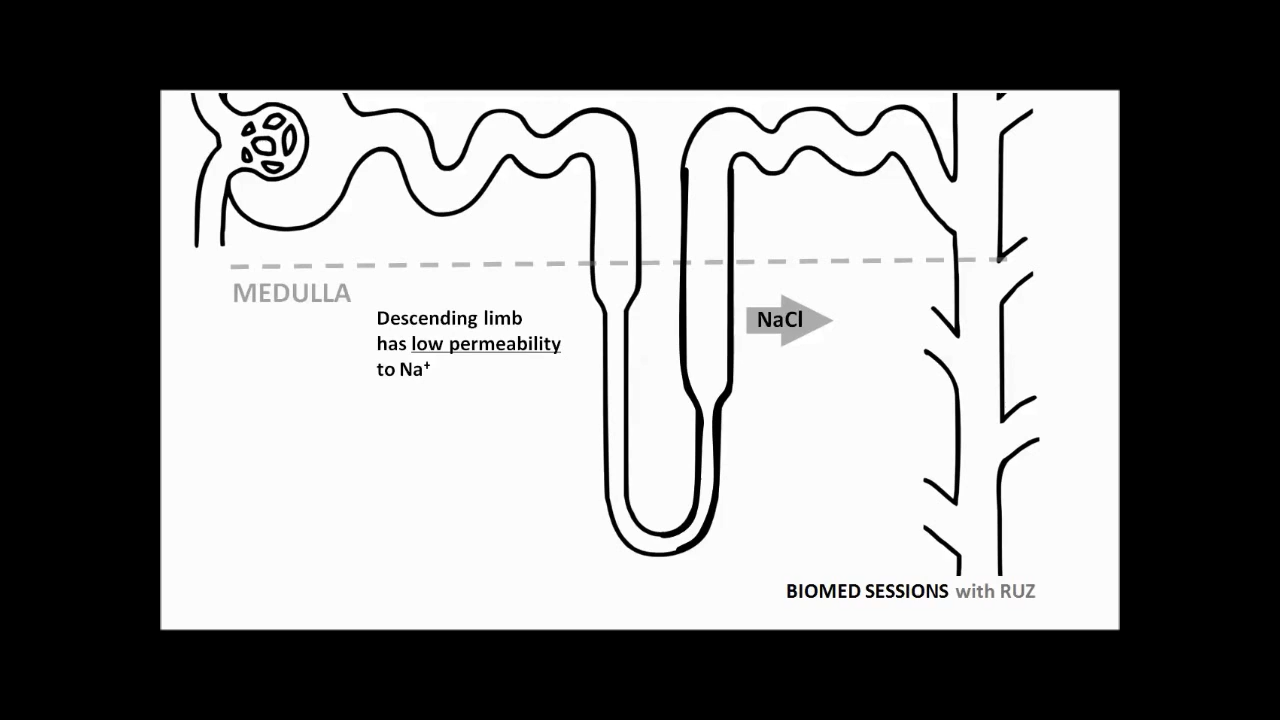 MEDULLA
Descending limb
has low permeability
to Na⁺
NaCl
BIOMED SESSIONS with RUZ